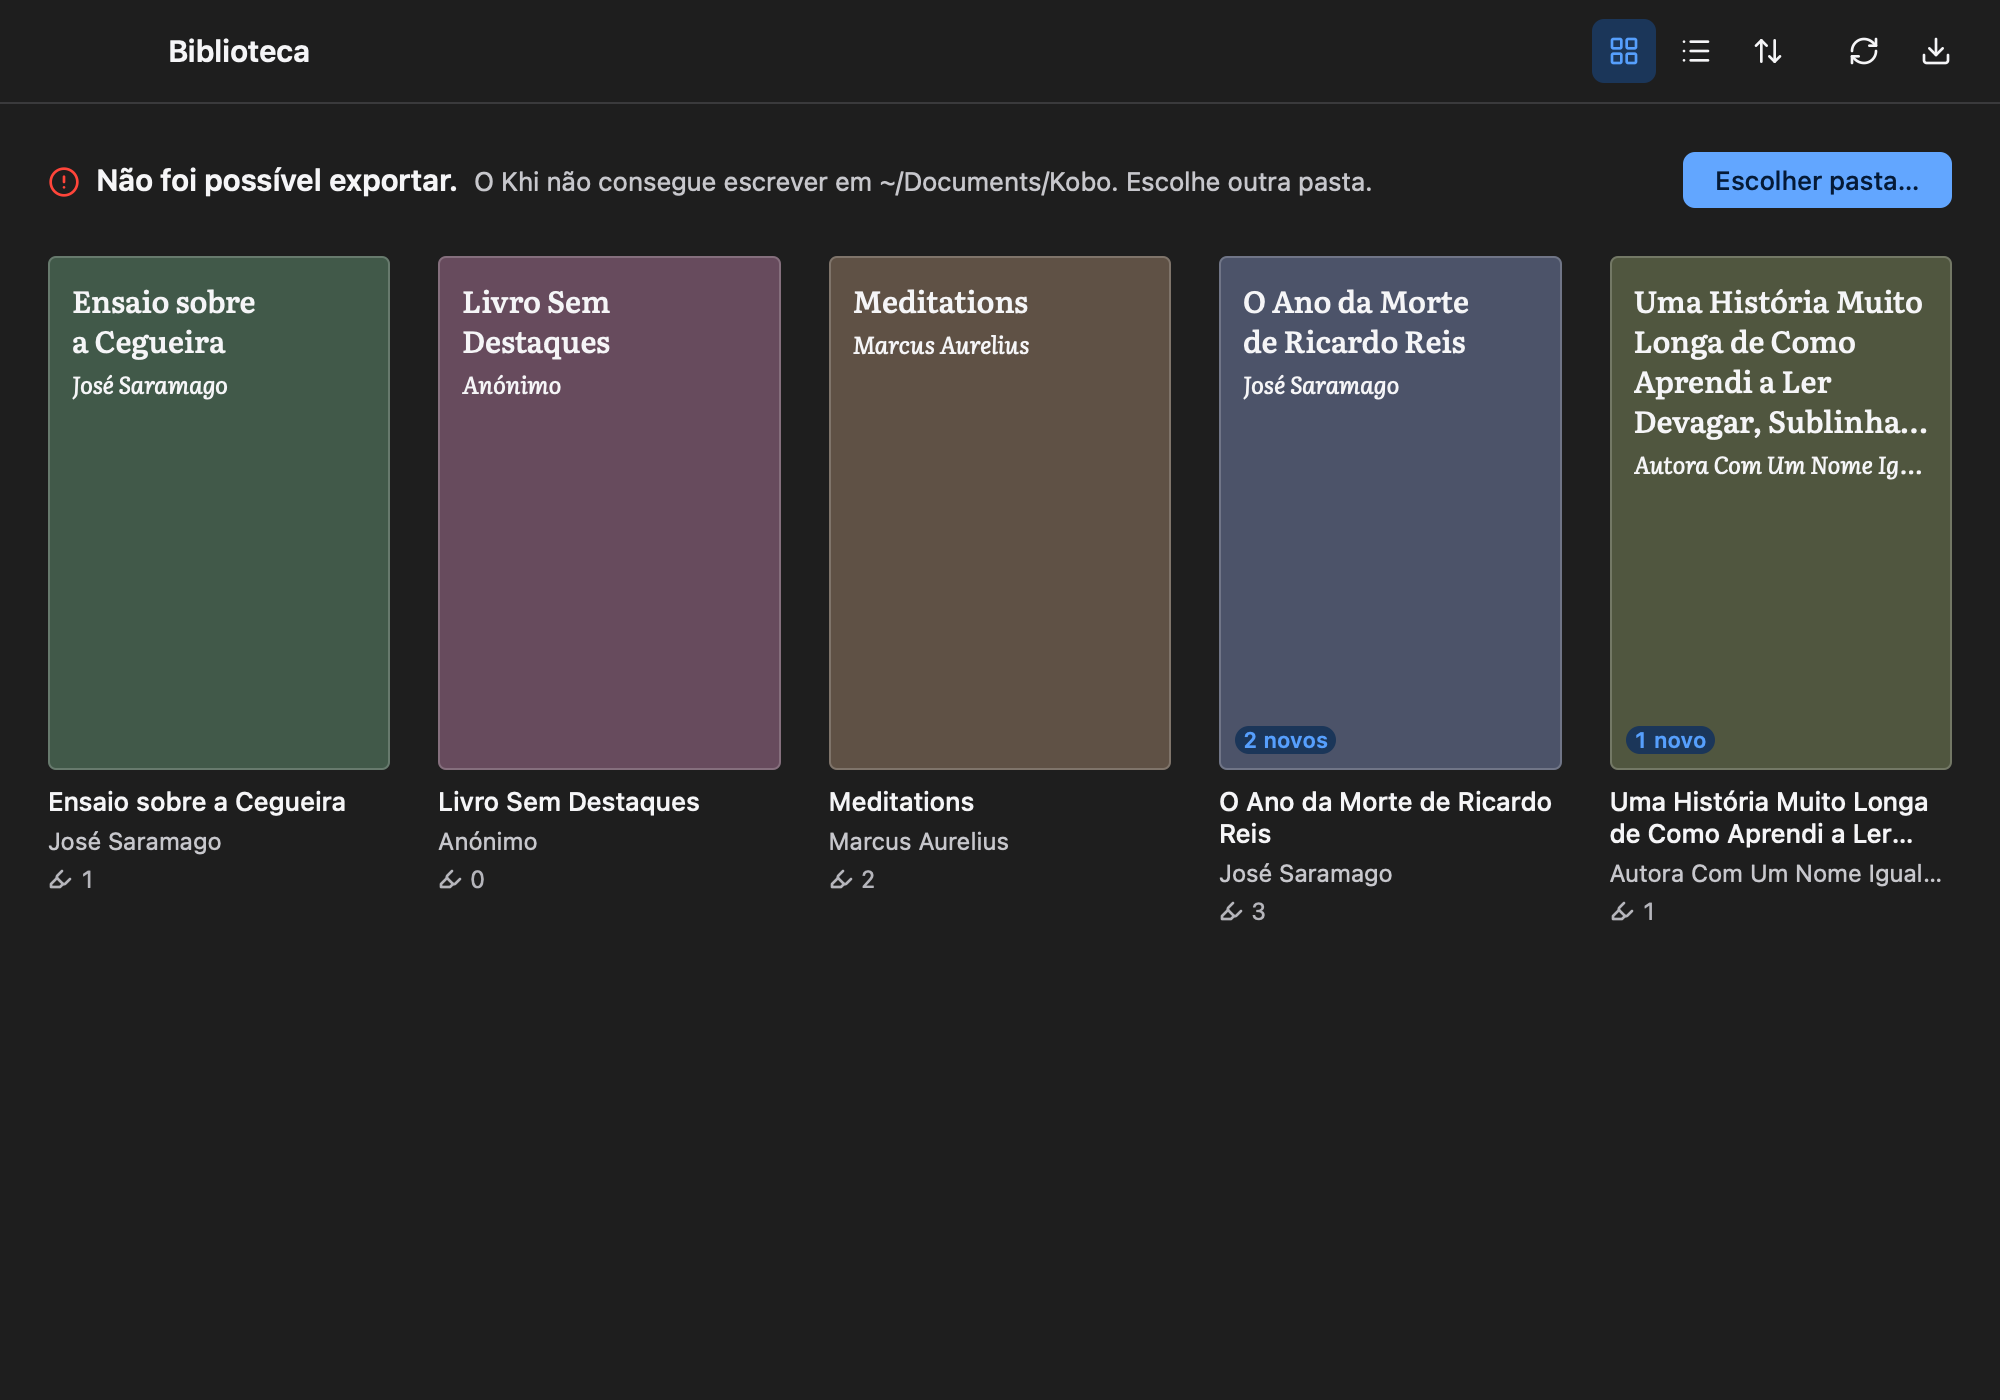 Biblioteca
Não foi possível exportar. O Khi não consegue escrever em ~/Documents/Kobo. Escolhe outra pasta.
Escolher pasta...
Ensaio sobre
a Cegueira
José Saramago
Livro Sem
Destaques
Anónimo
Meditations
Marcus Aurelius
O Ano da Morte
de Ricardo Reis
José Saramago
2 novos
Uma História Muito
Longa de Como
Aprendi a Ler
Devagar, Sublinha...
Autora Com Um Nome Ig...
1 novo
Ensaio sobre a Cegueira
José Saramago
1
Livro Sem Destaques
Anónimo
0
Meditations
Marcus Aurelius
2
O Ano da Morte de Ricardo
Reis
José Saramago
3
Uma História Muito Longa
de Como Aprendi a Ler...
Autora Com Um Nome Igual...
1